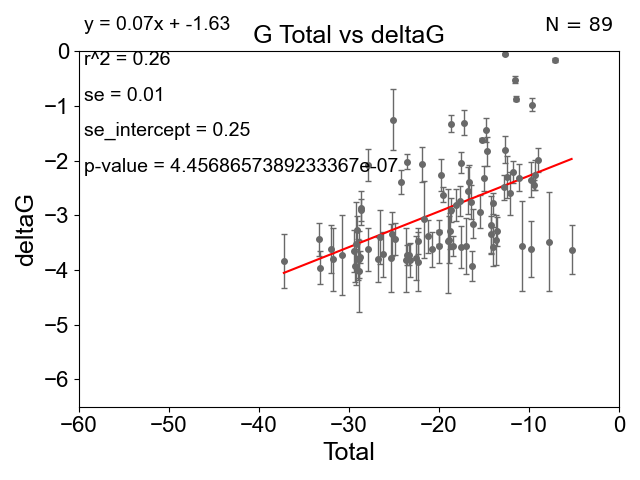 y = 0.07x + -1.63
N = 89
G Total vs deltaG
r^2 = 0.26
se = 0.01
se_intercept = 0.25
p-value = 4.4568657389233367e-07
deltaG
0
−1
−2
−3
−4
−5
−6
−60
−50
−40
−30
−20
−10
0
Total